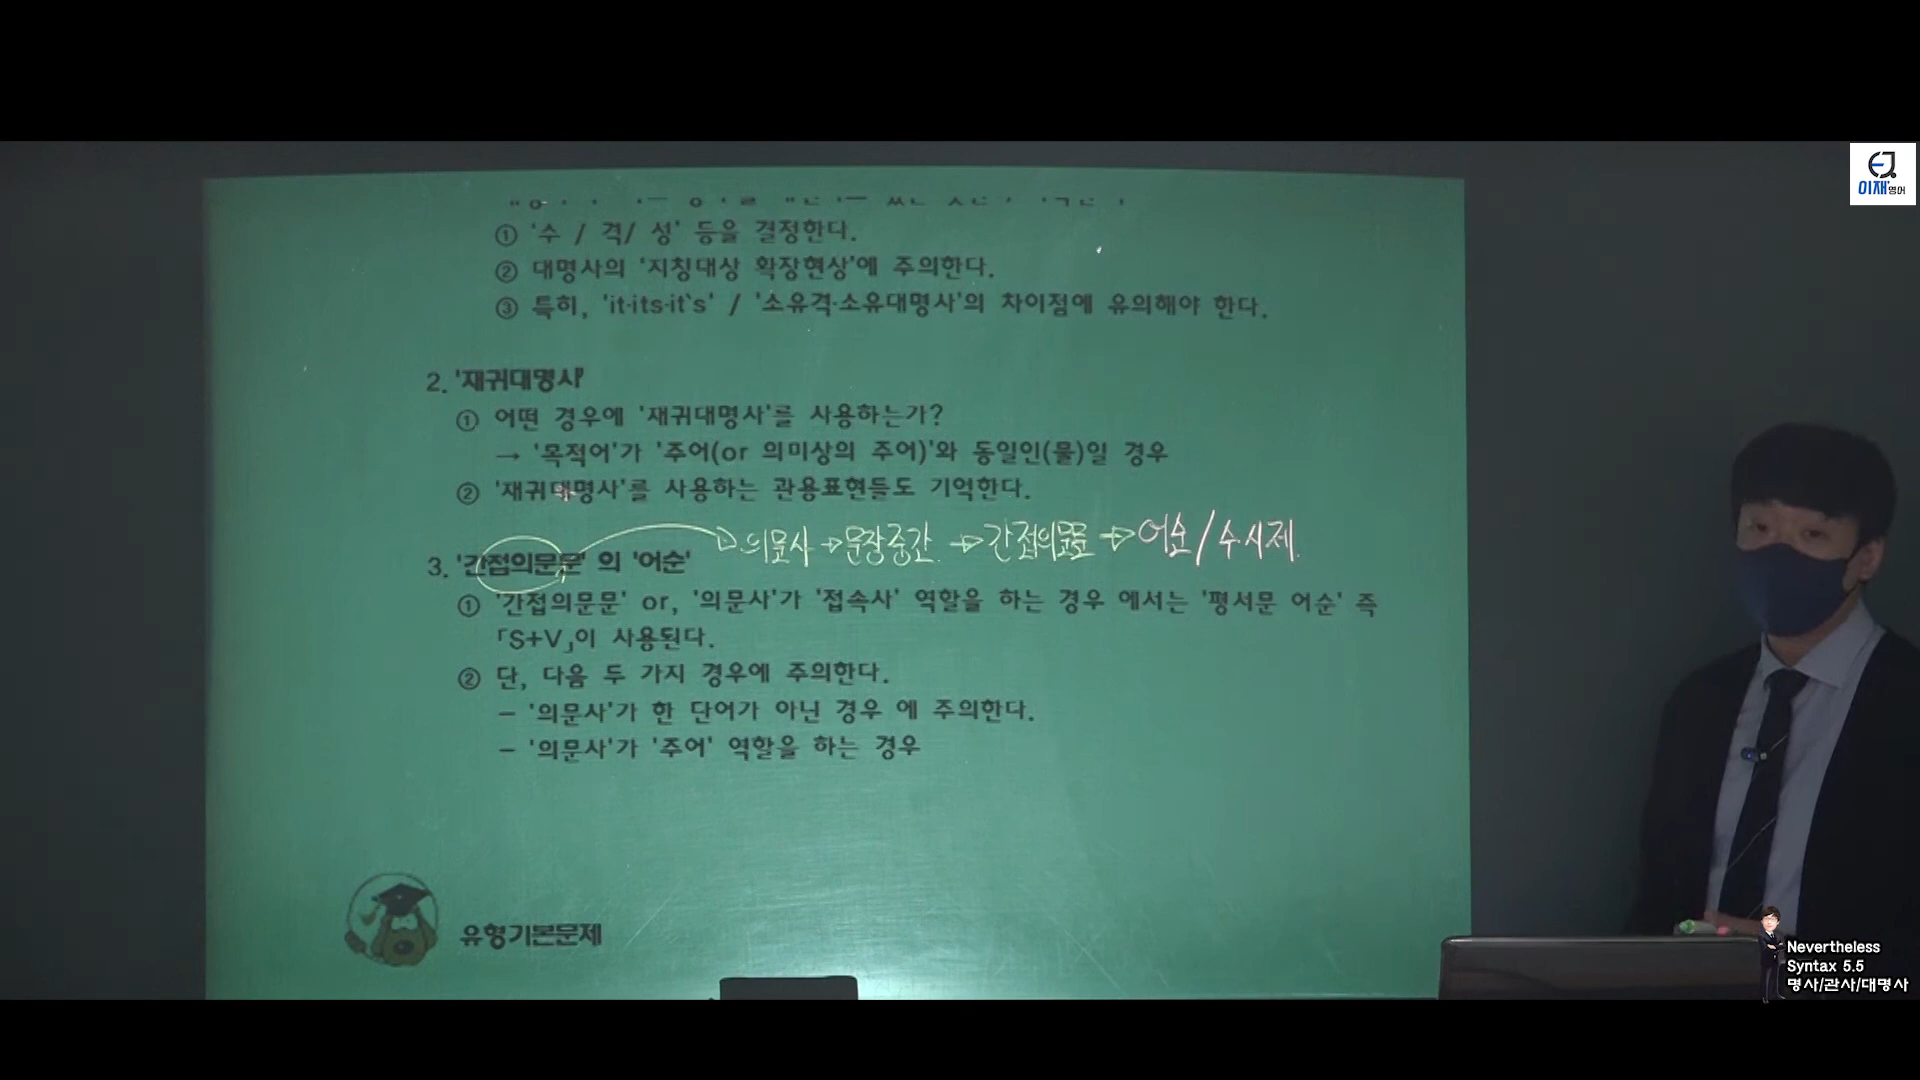 EJ
이재영어
① '수 / 격/ 성' 등을 결정한다.
② 대명사의 '지칭대상 확장현상'에 주의한다.
③ 특히, 'it·its·it`s' / '소유격·소유대명사'의 차이점에 유의해야 한다.
2. '재귀대명사'
① 어떤 경우에 '재귀대명사'를 사용하는가?
→ '목적어'가 '주어(or 의미상의 주어)'와 동일인(물)일 경우
② '재귀대명사'를 사용하는 관용표현들도 기억한다.
의문사 → 문장중간 → 간접의문문 → 어순 / 수시제.
3. '간접의문문' 의 '어순'
① '간접의문문' or, '의문사'가 '접속사' 역할을 하는 경우 에서는 '평서문 어순' 즉
「S+V」이 사용된다.
② 단, 다음 두 가지 경우에 주의한다.
– '의문사'가 한 단어가 아닌 경우 에 주의한다.
– '의문사'가 '주어' 역할을 하는 경우
유형기본문제
Nevertheless
Syntax 5.5
명사/관사/대명사